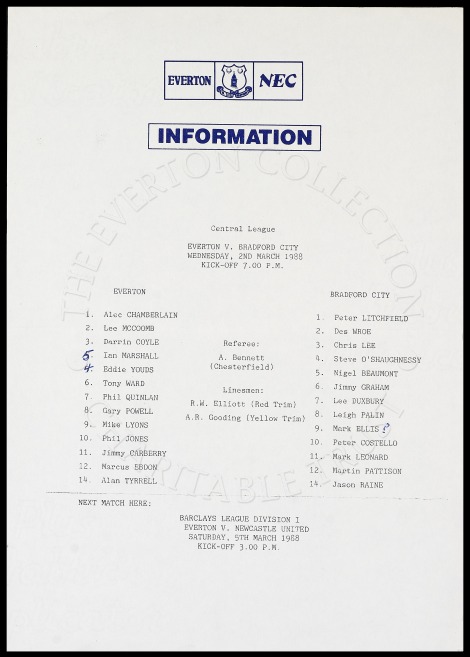 EVERTON NEC
INFORMATION
THE EVERTON COLLECTION
CHARITABLE
Central League
EVERTON V. BRADFORD CITY
WEDNESDAY, 2ND MARCH 1988
KICK-OFF 7.00 P.M.
EVERTON
1. Alec CHAMBERLAIN
2. Lee MCCOOMB
3. Darrin COYLE
5. Ian MARSHALL
4 Eddie YOUDS
6. Tony WARD
7. Phil QUINLAN
8. Gary POWELL
9. Mike LYONS
10. Phil JONES
11. Jimmy CARBERRY
12. Marcus EBDON
14. Alan TYRRELL
Referee:
A. Bennett
(Chesterfield)
Linesmen:
R.W. Elliott (Red Trim)
A.R. Gooding (Yellow Trim)
BRADFORD CITY
1. Peter LITCHFIELD
2. Des WROE
3. Chris LEE
4. Steve O'SHAUGHNESSY
5. Nigel BEAUMONT
6. Jimmy GRAHAM
7. Lee DUXBURY
8. Leigh PALIN
9. Mark ELLIS
10. Peter COSTELLO
11. Mark LEONARD
12. Martin PATTISON
14. Jason RAINE
NEXT MATCH HERE:
BARCLAYS LEAGUE DIVISION I
EVERTON V. NEWCASTLE UNITED
SATURDAY, 5TH MARCH 1988
KICK-OFF 3.00 P.M.